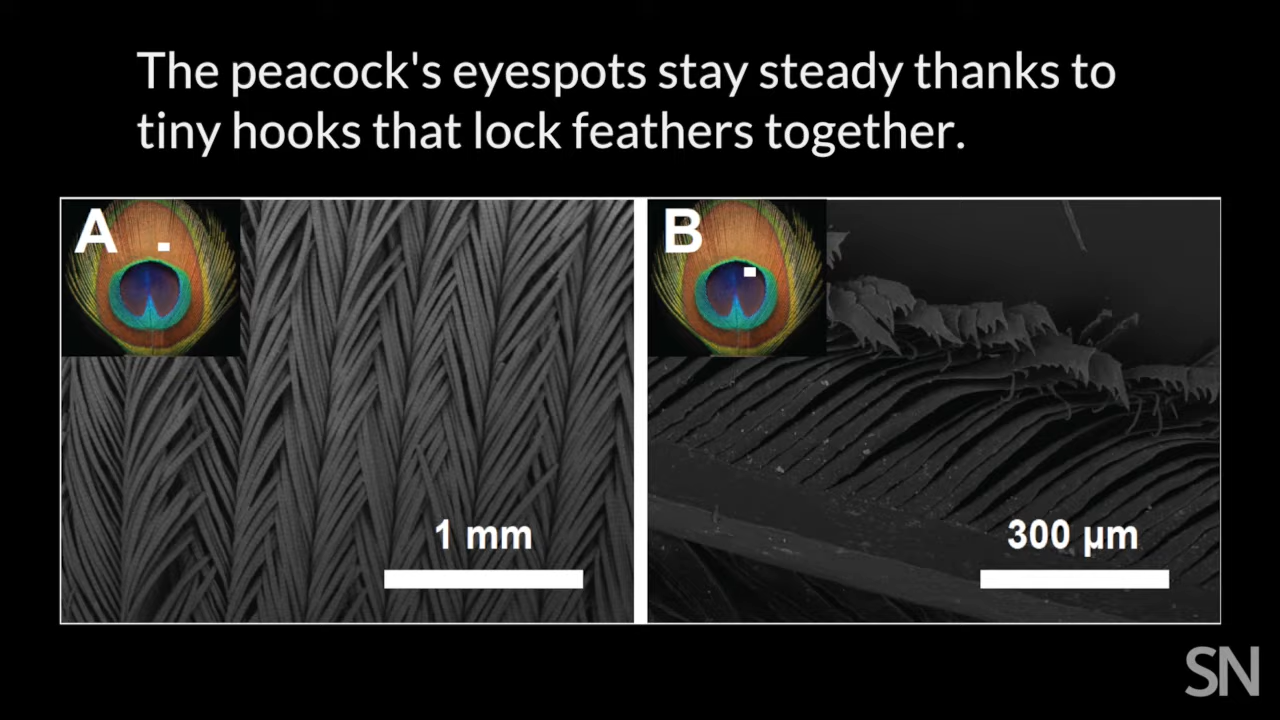 The peacock's eyespots stay steady thanks to
tiny hooks that lock feathers together.
A
B
1 mm
300 µm
SN